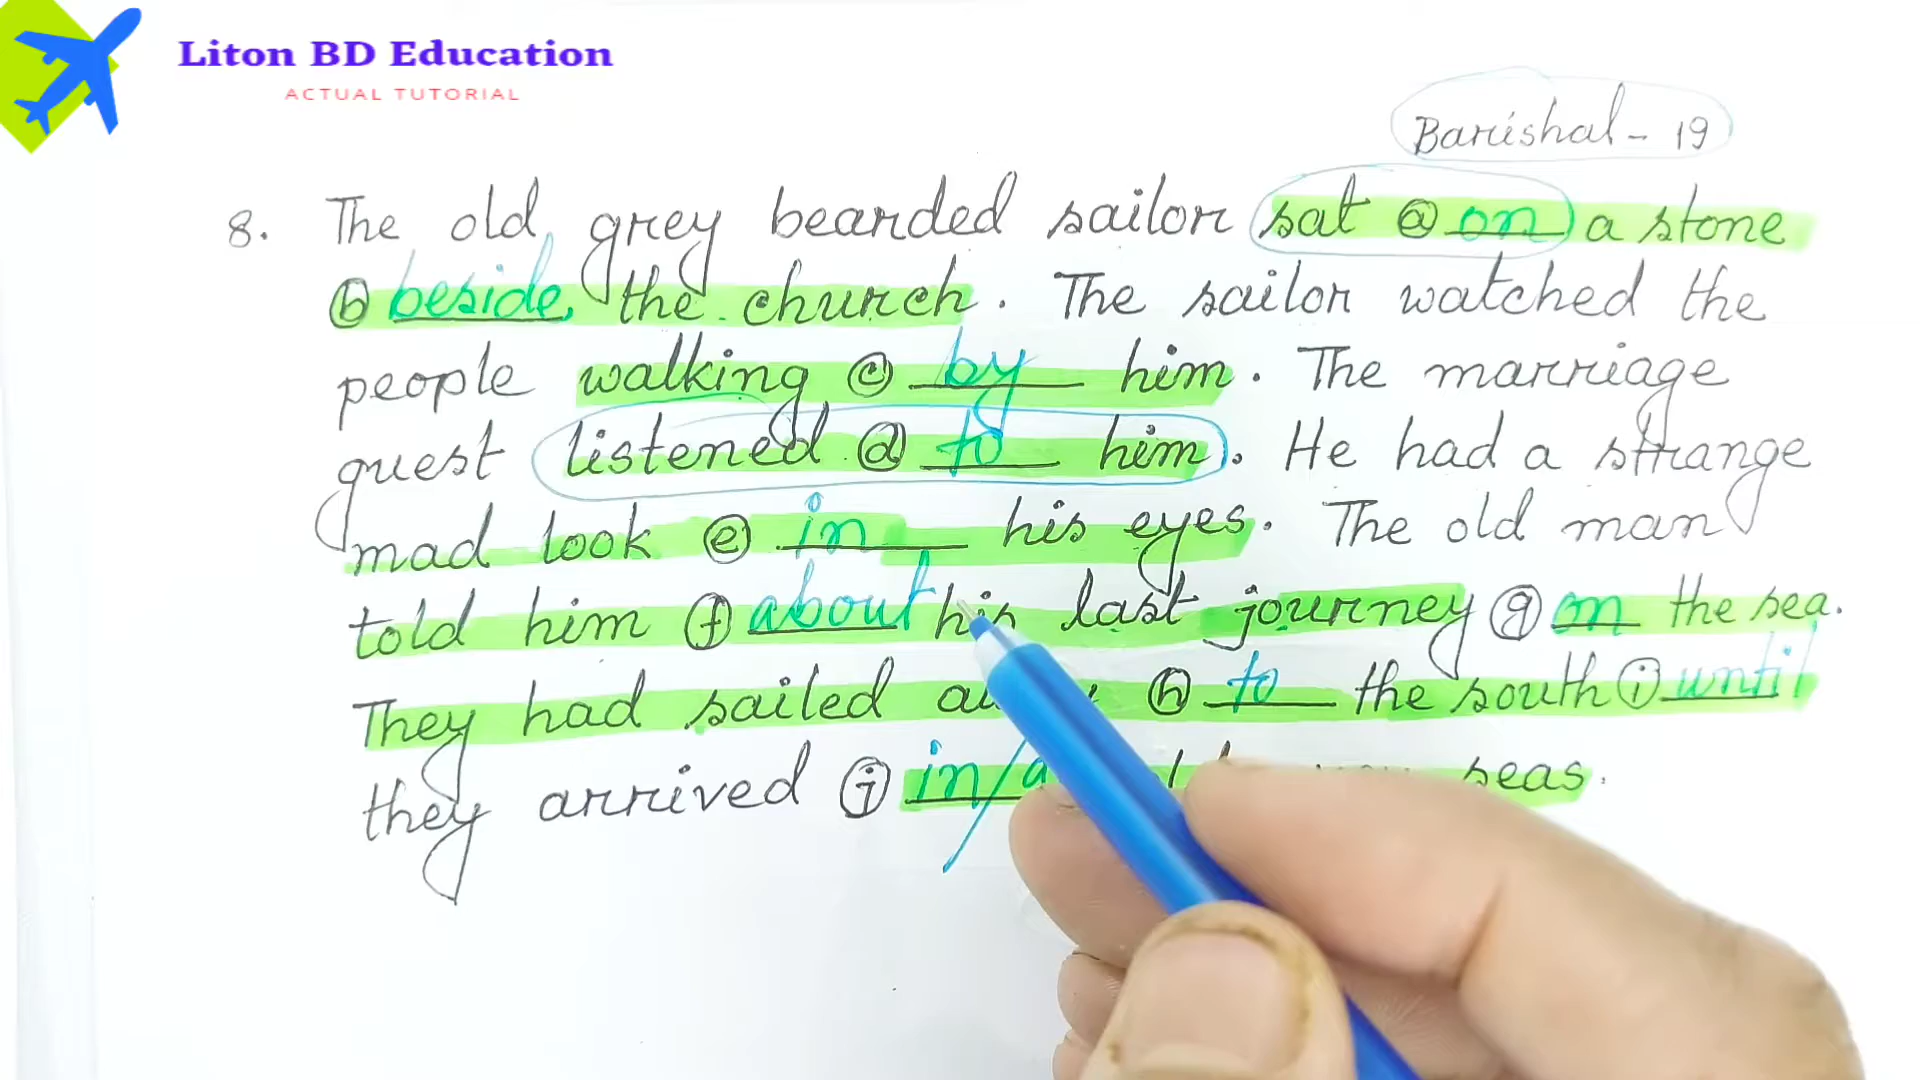 Liton BD Education
ACTUAL TUTORIAL
Barishal - 19
8. The old grey bearded sailor sat ⓐ on a stone
ⓑ beside the church. The sailor watched the
people walking ⓒ by him. The marriage
guest listened ⓓ to him. He had a strange
mad look ⓔ in his eyes. The old man
told him ⓕ about his last journey ⓖ on the sea.
They had sailed ⓗ to the south ⓘ until
they arrived ⓙ in/ seas.